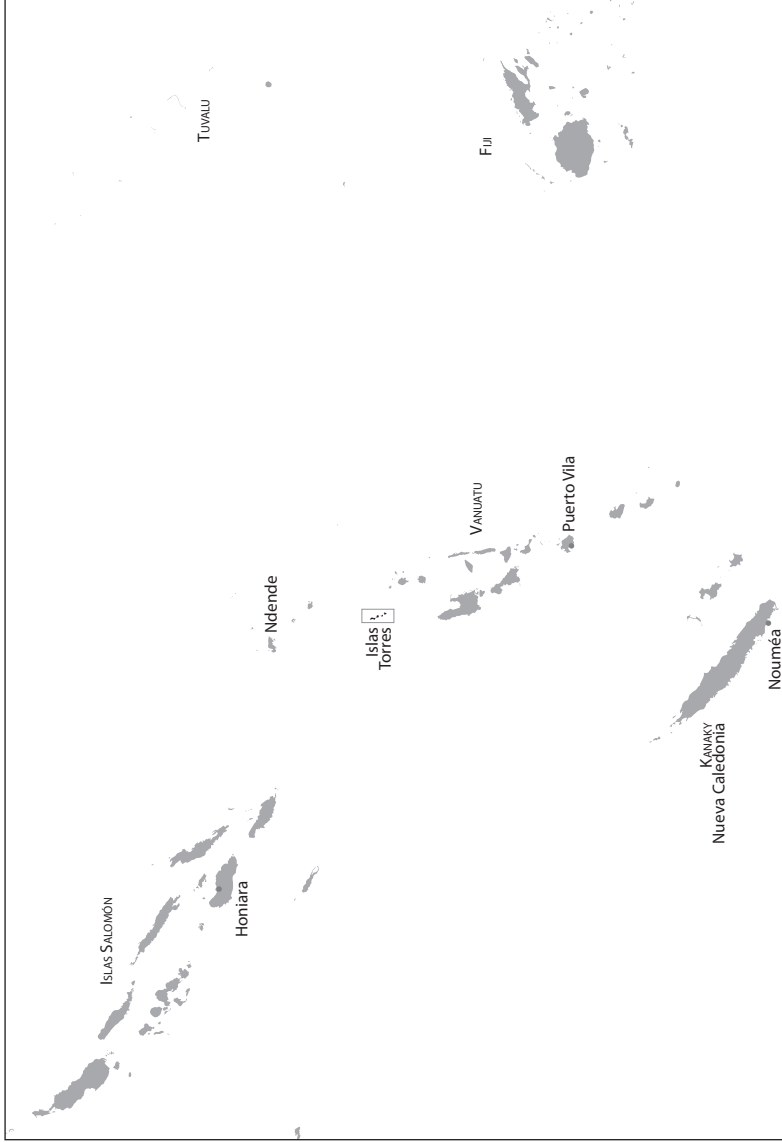 Islas Salomón
Tuvalu
Honiara
Ndende
Islas
Torres
Vanuatu
Fiji
Puerto Vila
Kanaky
Nueva Caledonia
Nouméa